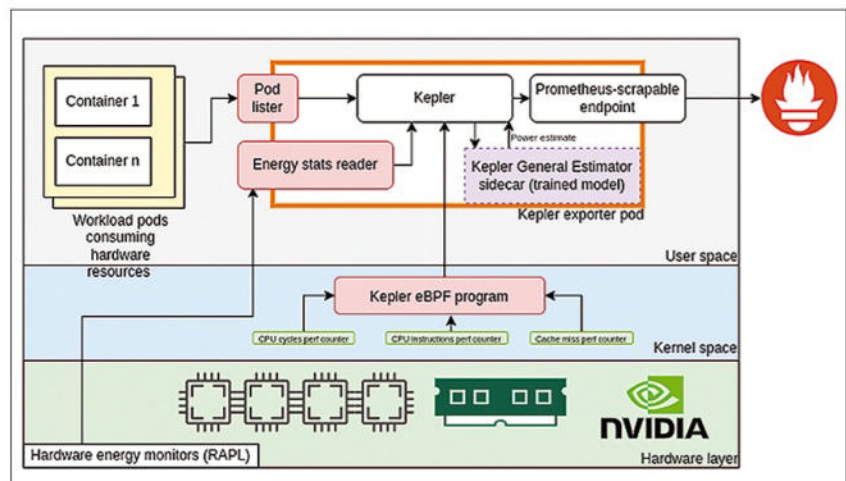 Container 1
Container n
Workload pods
consuming
hardware
resources
Pod
lister
Kepler
Prometheus-scrapable
endpoint
Power estimate
Energy stats reader
Kepler General Estimator
sidecar (trained model)
Kepler exporter pod
User space
Kepler eBPF program
CPU cycles perf counter
CPU instructions perf counter
Cache miss perf counter
Kernel space
NVIDIA
Hardware energy monitors (RAPL)
Hardware layer